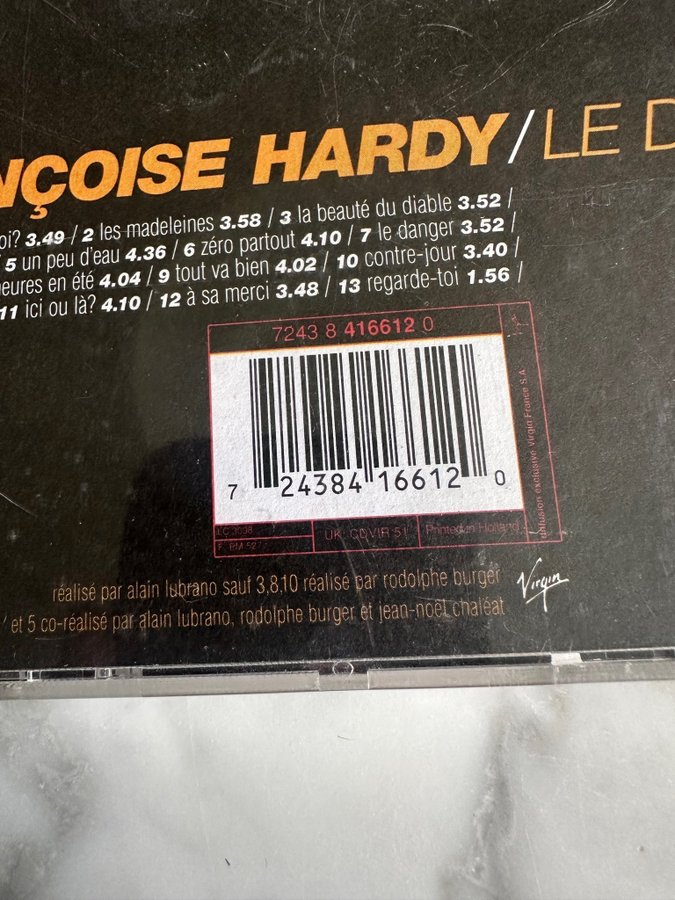 NÇOISE HARDY/LE D
oi? 3.49 / 2 les madeleines 3.58 / 3 la beauté du diable 3.52 /
/ 5 un peu d'eau 4.36 / 6 zéro partout 4.10 / 7 le danger 3.52 /
eures en été 4.04 / 9 tout va bien 4.02 / 10 contre-jour 3.40 /
11 ici ou là? 4.10 / 12 à sa merci 3.48 / 13 regarde-toi 1.56 /
7243 8 416612 0
7 24384 16612 0
diffusion exclusive Virgin France S.A.
LC 3098
UK: CDVIR 51
Printed in Holland
F: PM 527
réalisé par alain lubrano sauf 3,8,10 réalisé par rodolphe burger
et 5 co-réalisé par alain lubrano, rodolphe burger et jean-noël chaléat
Virgin